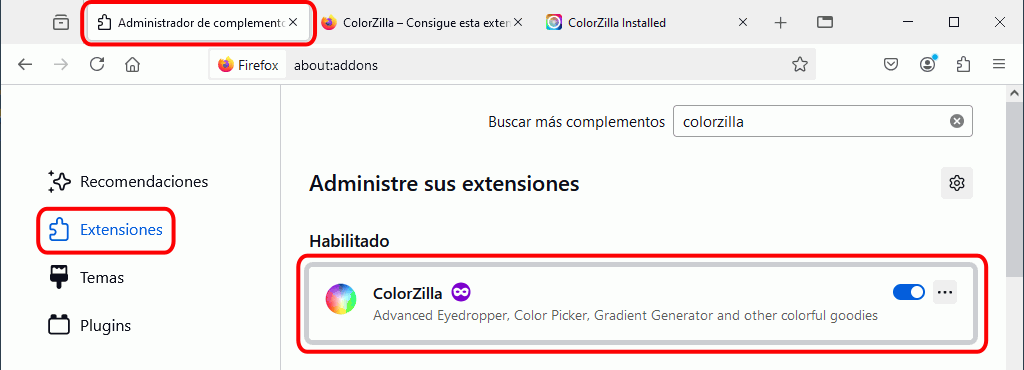 Administrador de complemento
ColorZilla – Consigue esta exten
ColorZilla Installed
Firefox
about:addons
Buscar más complementos
colorzilla
Recomendaciones
Administre sus extensiones
Extensiones
Habilitado
Temas
ColorZilla
Advanced Eyedropper, Color Picker, Gradient Generator and other colorful goodies
Plugins